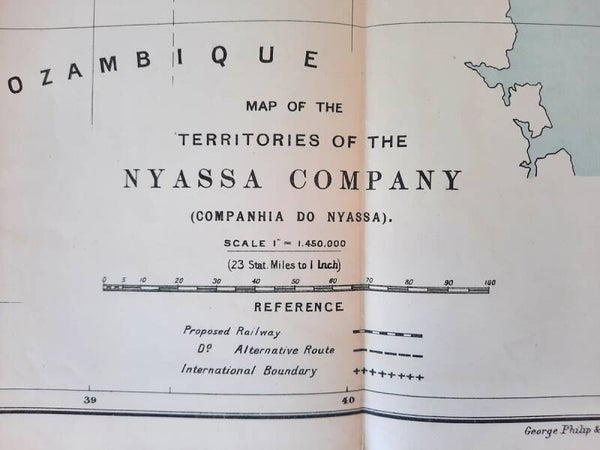 OZAMBIQUE
MAP OF THE
TERRITORIES OF THE
NYASSA COMPANY
(COMPANHIA DO NYASSA).
SCALE 1" = 1.450.000
(23 Stat. Miles to 1 Inch)
0 5 10 20 30 40 50 60 70 80 90 100
REFERENCE
Proposed Railway
Dº Alternative Route
International Boundary
39 40
George Philip &